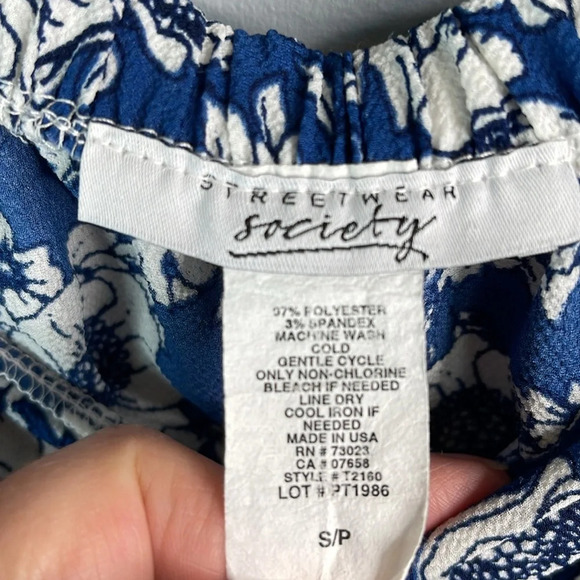 STREETWEAR
society
97% POLYESTER
3% SPANDEX
MACHINE WASH
COLD
GENTLE CYCLE
ONLY NON-CHLORINE
BLEACH IF NEEDED
LINE DRY
COOL IRON IF
NEEDED
MADE IN USA
RN # 73023
CA # 07658
STYLE # T2160
LOT # PT1986
S/P